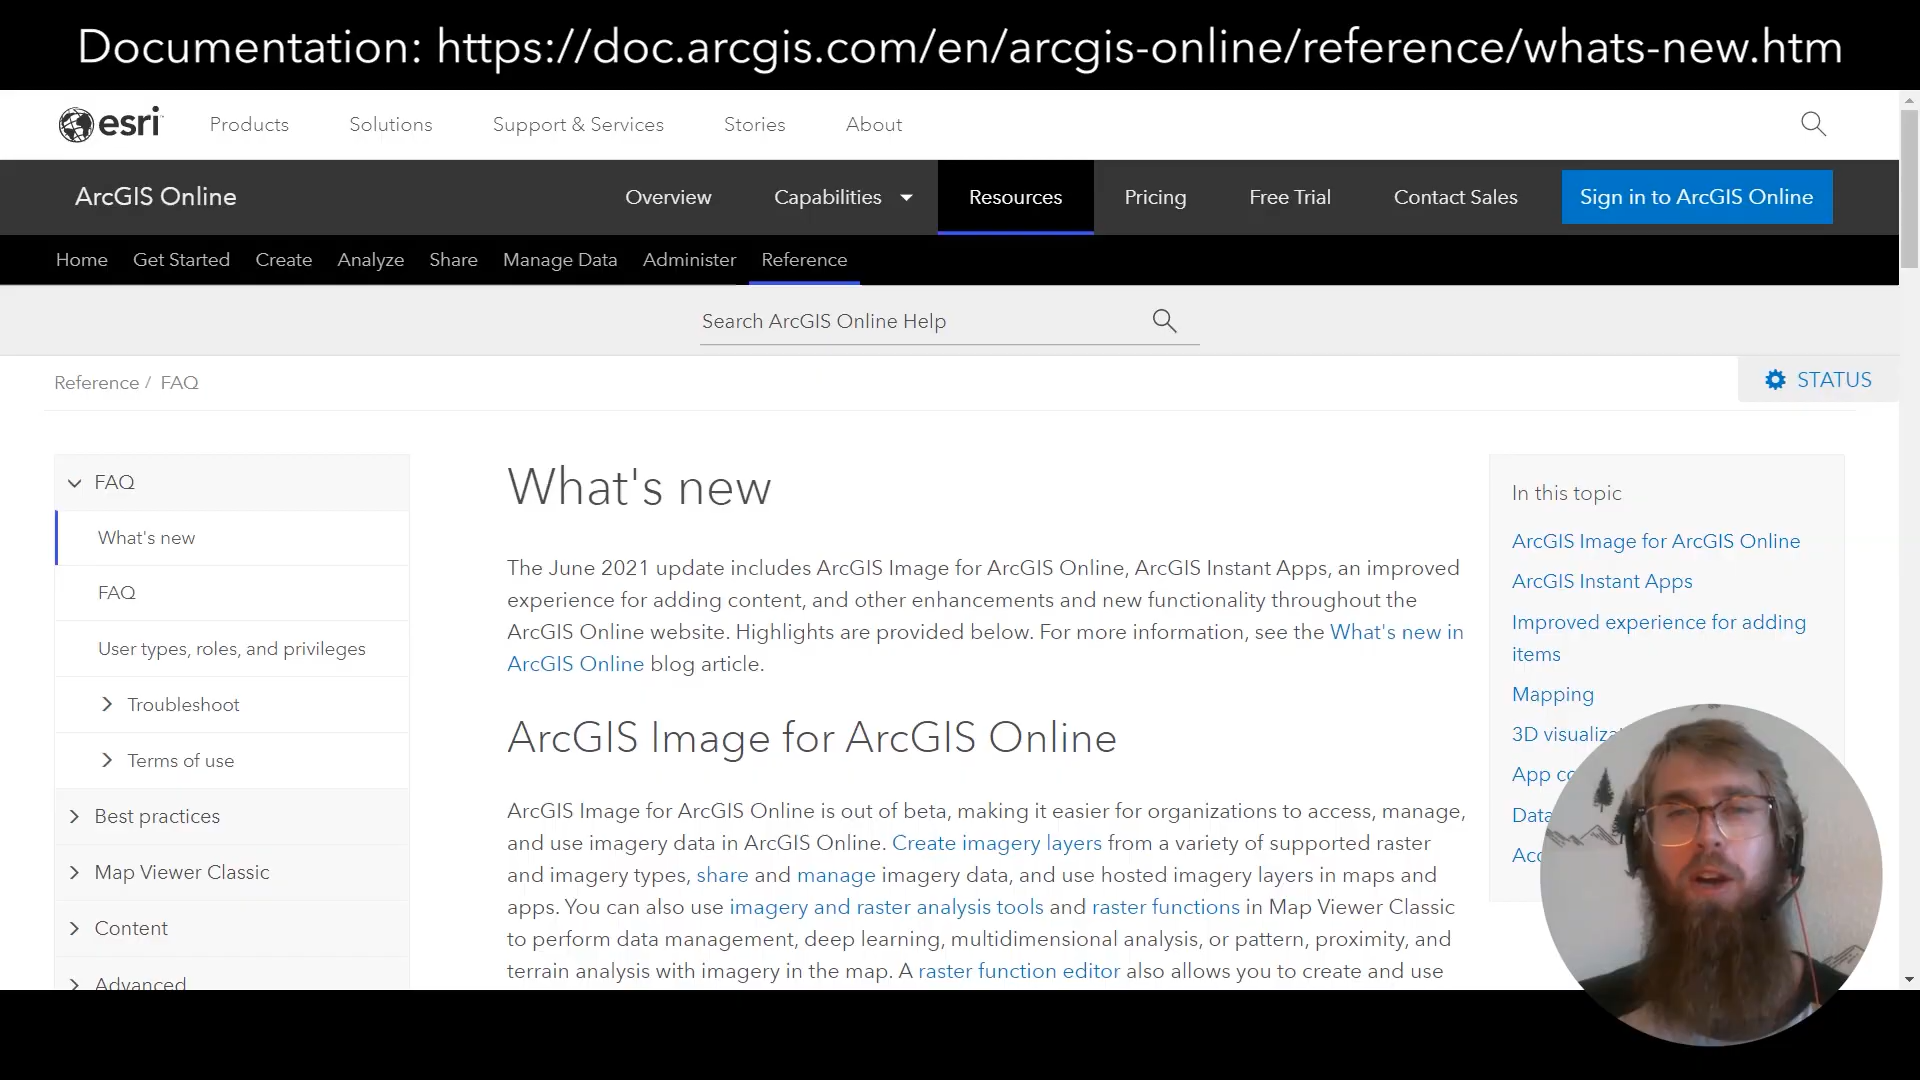 Documentation: https://doc.arcgis.com/en/arcgis-online/reference/whats-new.htm
esri
Products
Solutions
Support & Services
Stories
About
ArcGIS Online
Overview
Capabilities
Resources
Pricing
Free Trial
Contact Sales
Sign in to ArcGIS Online
Home
Get Started
Create
Analyze
Share
Manage Data
Administer
Reference
Search ArcGIS Online Help
Reference / FAQ
STATUS
FAQ
What's new
FAQ
User types, roles, and privileges
Troubleshoot
Terms of use
Best practices
Map Viewer Classic
Content
Advanced
What's new
The June 2021 update includes ArcGIS Image for ArcGIS Online, ArcGIS Instant Apps, an improved
experience for adding content, and other enhancements and new functionality throughout the
ArcGIS Online website. Highlights are provided below. For more information, see the What's new in
ArcGIS Online blog article.
ArcGIS Image for ArcGIS Online
ArcGIS Image for ArcGIS Online is out of beta, making it easier for organizations to access, manage,
and use imagery data in ArcGIS Online. Create imagery layers from a variety of supported raster
and imagery types, share and manage imagery data, and use hosted imagery layers in maps and
apps. You can also use imagery and raster analysis tools and raster functions in Map Viewer Classic
to perform data management, deep learning, multidimensional analysis, or pattern, proximity, and
terrain analysis with imagery in the map. A raster function editor also allows you to create and use
In this topic
ArcGIS Image for ArcGIS Online
ArcGIS Instant Apps
Improved experience for adding
items
Mapping
3D
App
Data